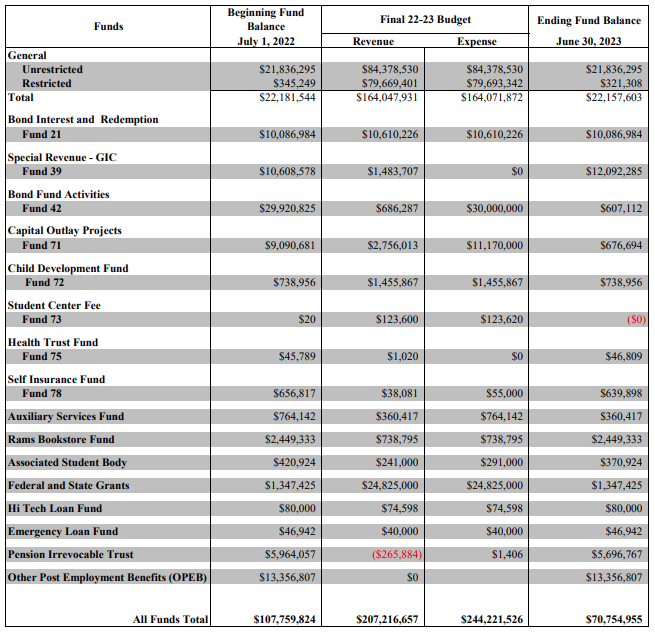 Funds Beginning Fund Balance July 1, 2022 Final 22-23 Budget Revenue Expense Ending Fund Balance June 30, 2023
General
Unrestricted $21,836,295 $84,378,530 $84,378,530 $21,836,295
Restricted $345,249 $79,669,401 $79,693,342 $321,308
Total $22,181,544 $164,047,931 $164,071,872 $22,157,603
Bond Interest and Redemption
Fund 21 $10,086,984 $10,610,226 $10,610,226 $10,086,984
Special Revenue - GIC
Fund 39 $10,608,578 $1,483,707 $0 $12,092,285
Bond Fund Activities
Fund 42 $29,920,825 $686,287 $30,000,000 $607,112
Capital Outlay Projects
Fund 71 $9,090,681 $2,756,013 $11,170,000 $676,694
Child Development Fund
Fund 72 $738,956 $1,455,867 $1,455,867 $738,956
Student Center Fee
Fund 73 $20 $123,600 $123,620 ($0)
Health Trust Fund
Fund 75 $45,789 $1,020 $0 $46,809
Self Insurance Fund
Fund 78 $656,817 $38,081 $55,000 $639,898
Auxiliary Services Fund $764,142 $360,417 $764,142 $360,417
Rams Bookstore Fund $2,449,333 $738,795 $738,795 $2,449,333
Associated Student Body $420,924 $241,000 $291,000 $370,924
Federal and State Grants $1,347,425 $24,825,000 $24,825,000 $1,347,425
Hi Tech Loan Fund $80,000 $74,598 $74,598 $80,000
Emergency Loan Fund $46,942 $40,000 $40,000 $46,942
Pension Irrevocable Trust $5,964,057 ($265,884) $1,406 $5,696,767
Other Post Employment Benefits (OPEB) $13,356,807 $0 $13,356,807
All Funds Total $107,759,824 $207,216,657 $244,221,526 $70,754,955